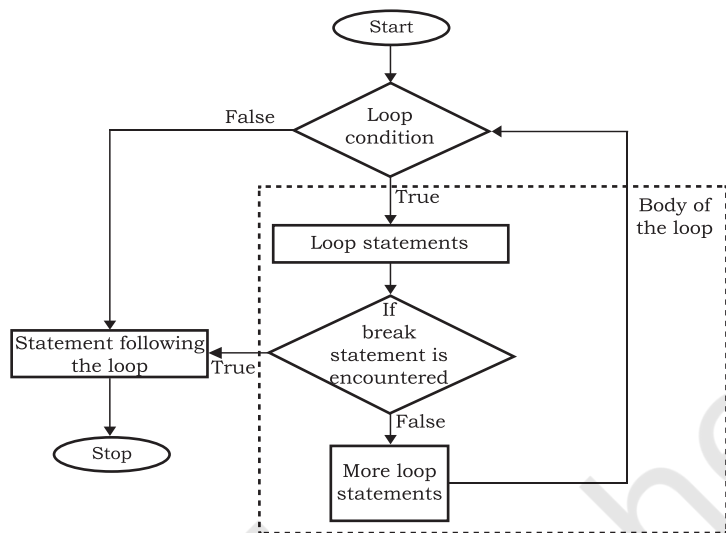 Start
Loop
condition
False
True
Body of
the loop
Loop statements
If
break
statement is
encountered
Statement following
the loop
True
False
Stop
More loop
statements
he